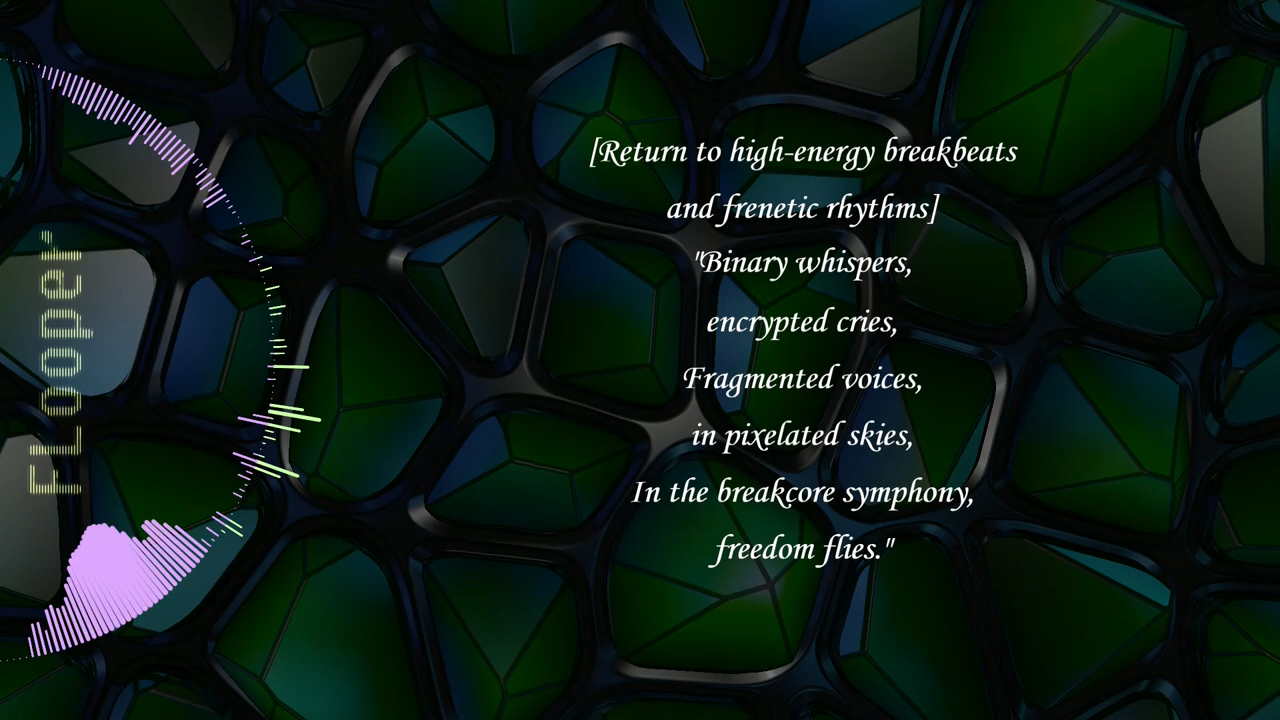 FLooper
[Return to high-energy breakbeats
and frenetic rhythms]
"Binary whispers,
encrypted cries,
Fragmented voices,
in pixelated skies,
In the breakcore symphony,
freedom flies."